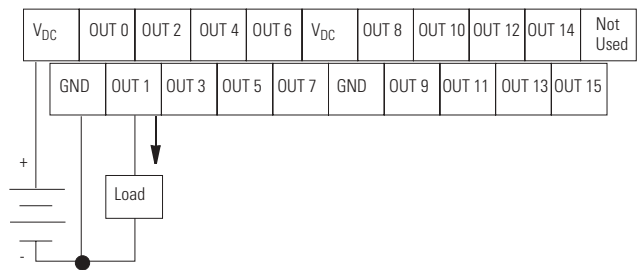 VDC OUT 0 OUT 2 OUT 4 OUT 6 VDC OUT 8 OUT 10 OUT 12 OUT 14 Not Used
GND OUT 1 OUT 3 OUT 5 OUT 7 GND OUT 9 OUT 11 OUT 13 OUT 15
+
Load
-